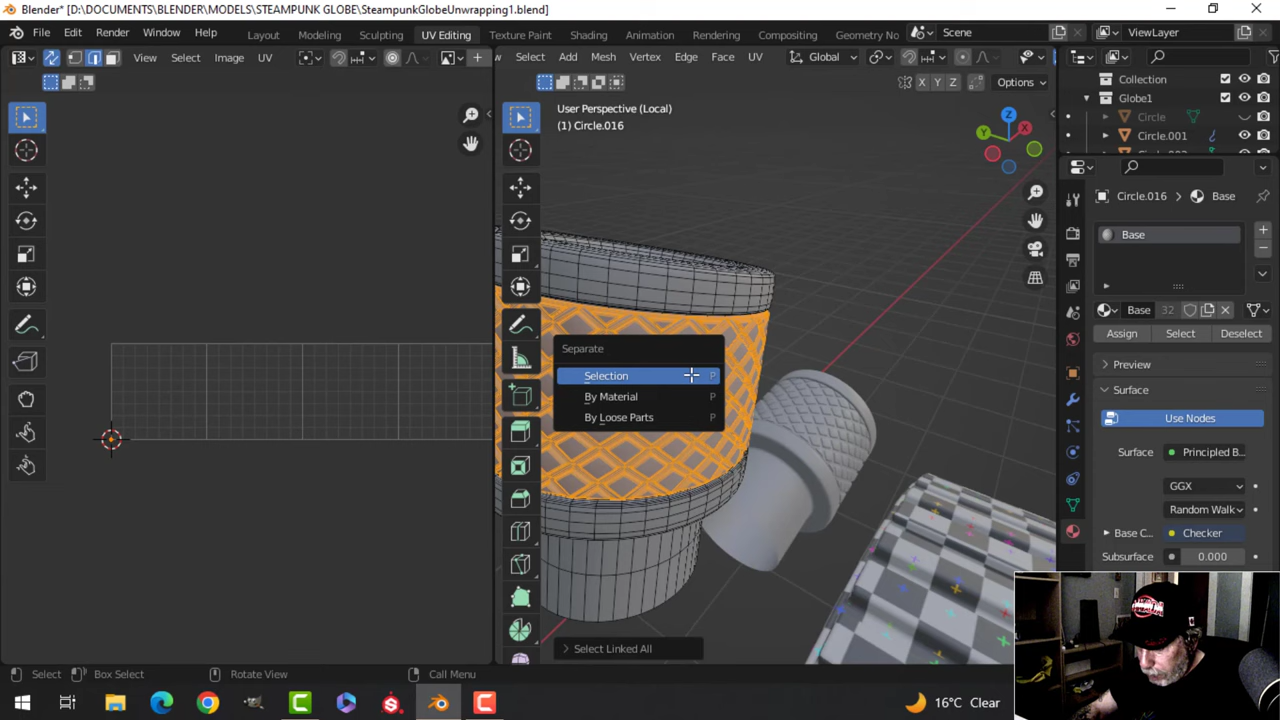 Blender* [D:\DOCUMENTS\BLENDER\MODELS\STEAMPUNK GLOBE\SteampunkGlobeUnwrapping1.blend]
File Edit Render Window Help Layout Modeling Sculpting UV Editing Texture Paint Shading Animation Rendering Compositing Geometry No Scene ViewLayer
View Select Image UV
Select Add Mesh Vertex Edge Face UV Global
X Y Z Options
User Perspective (Local)
(1) Circle.016
Z
Y
X
Collection
Globe1
Circle
Circle.001
Circle.016 > Base
Base
Base 32
Assign Select Deselect
Preview
Surface
Use Nodes
Surface Principled B...
GGX
Random Walk
Base C... Checker
Subsurface 0.000
Separate
Selection P
By Material P
By Loose Parts P
> Select Linked All
Select Box Select Rotate View Call Menu
16°C Clear